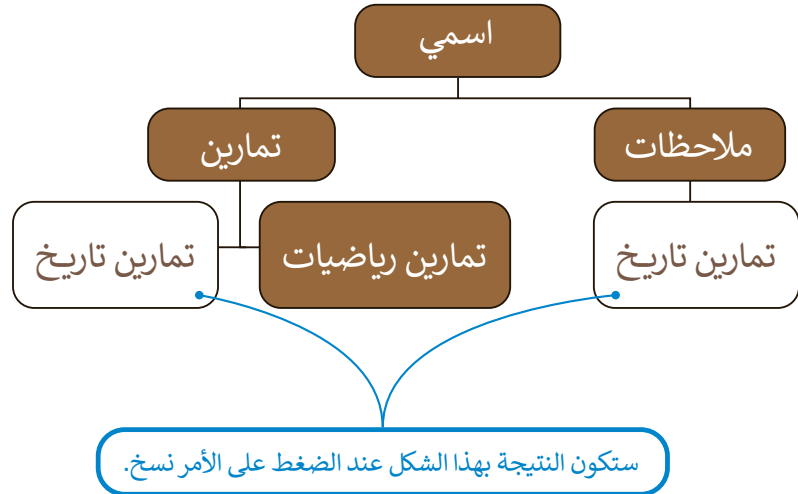 اسمي
ملاحظات
تمارين
تمارين تاريخ
تمارين رياضيات
تمارين تاريخ
ستكون النتيجة بهذا الشكل عند الضغط على الأمر نسخ.